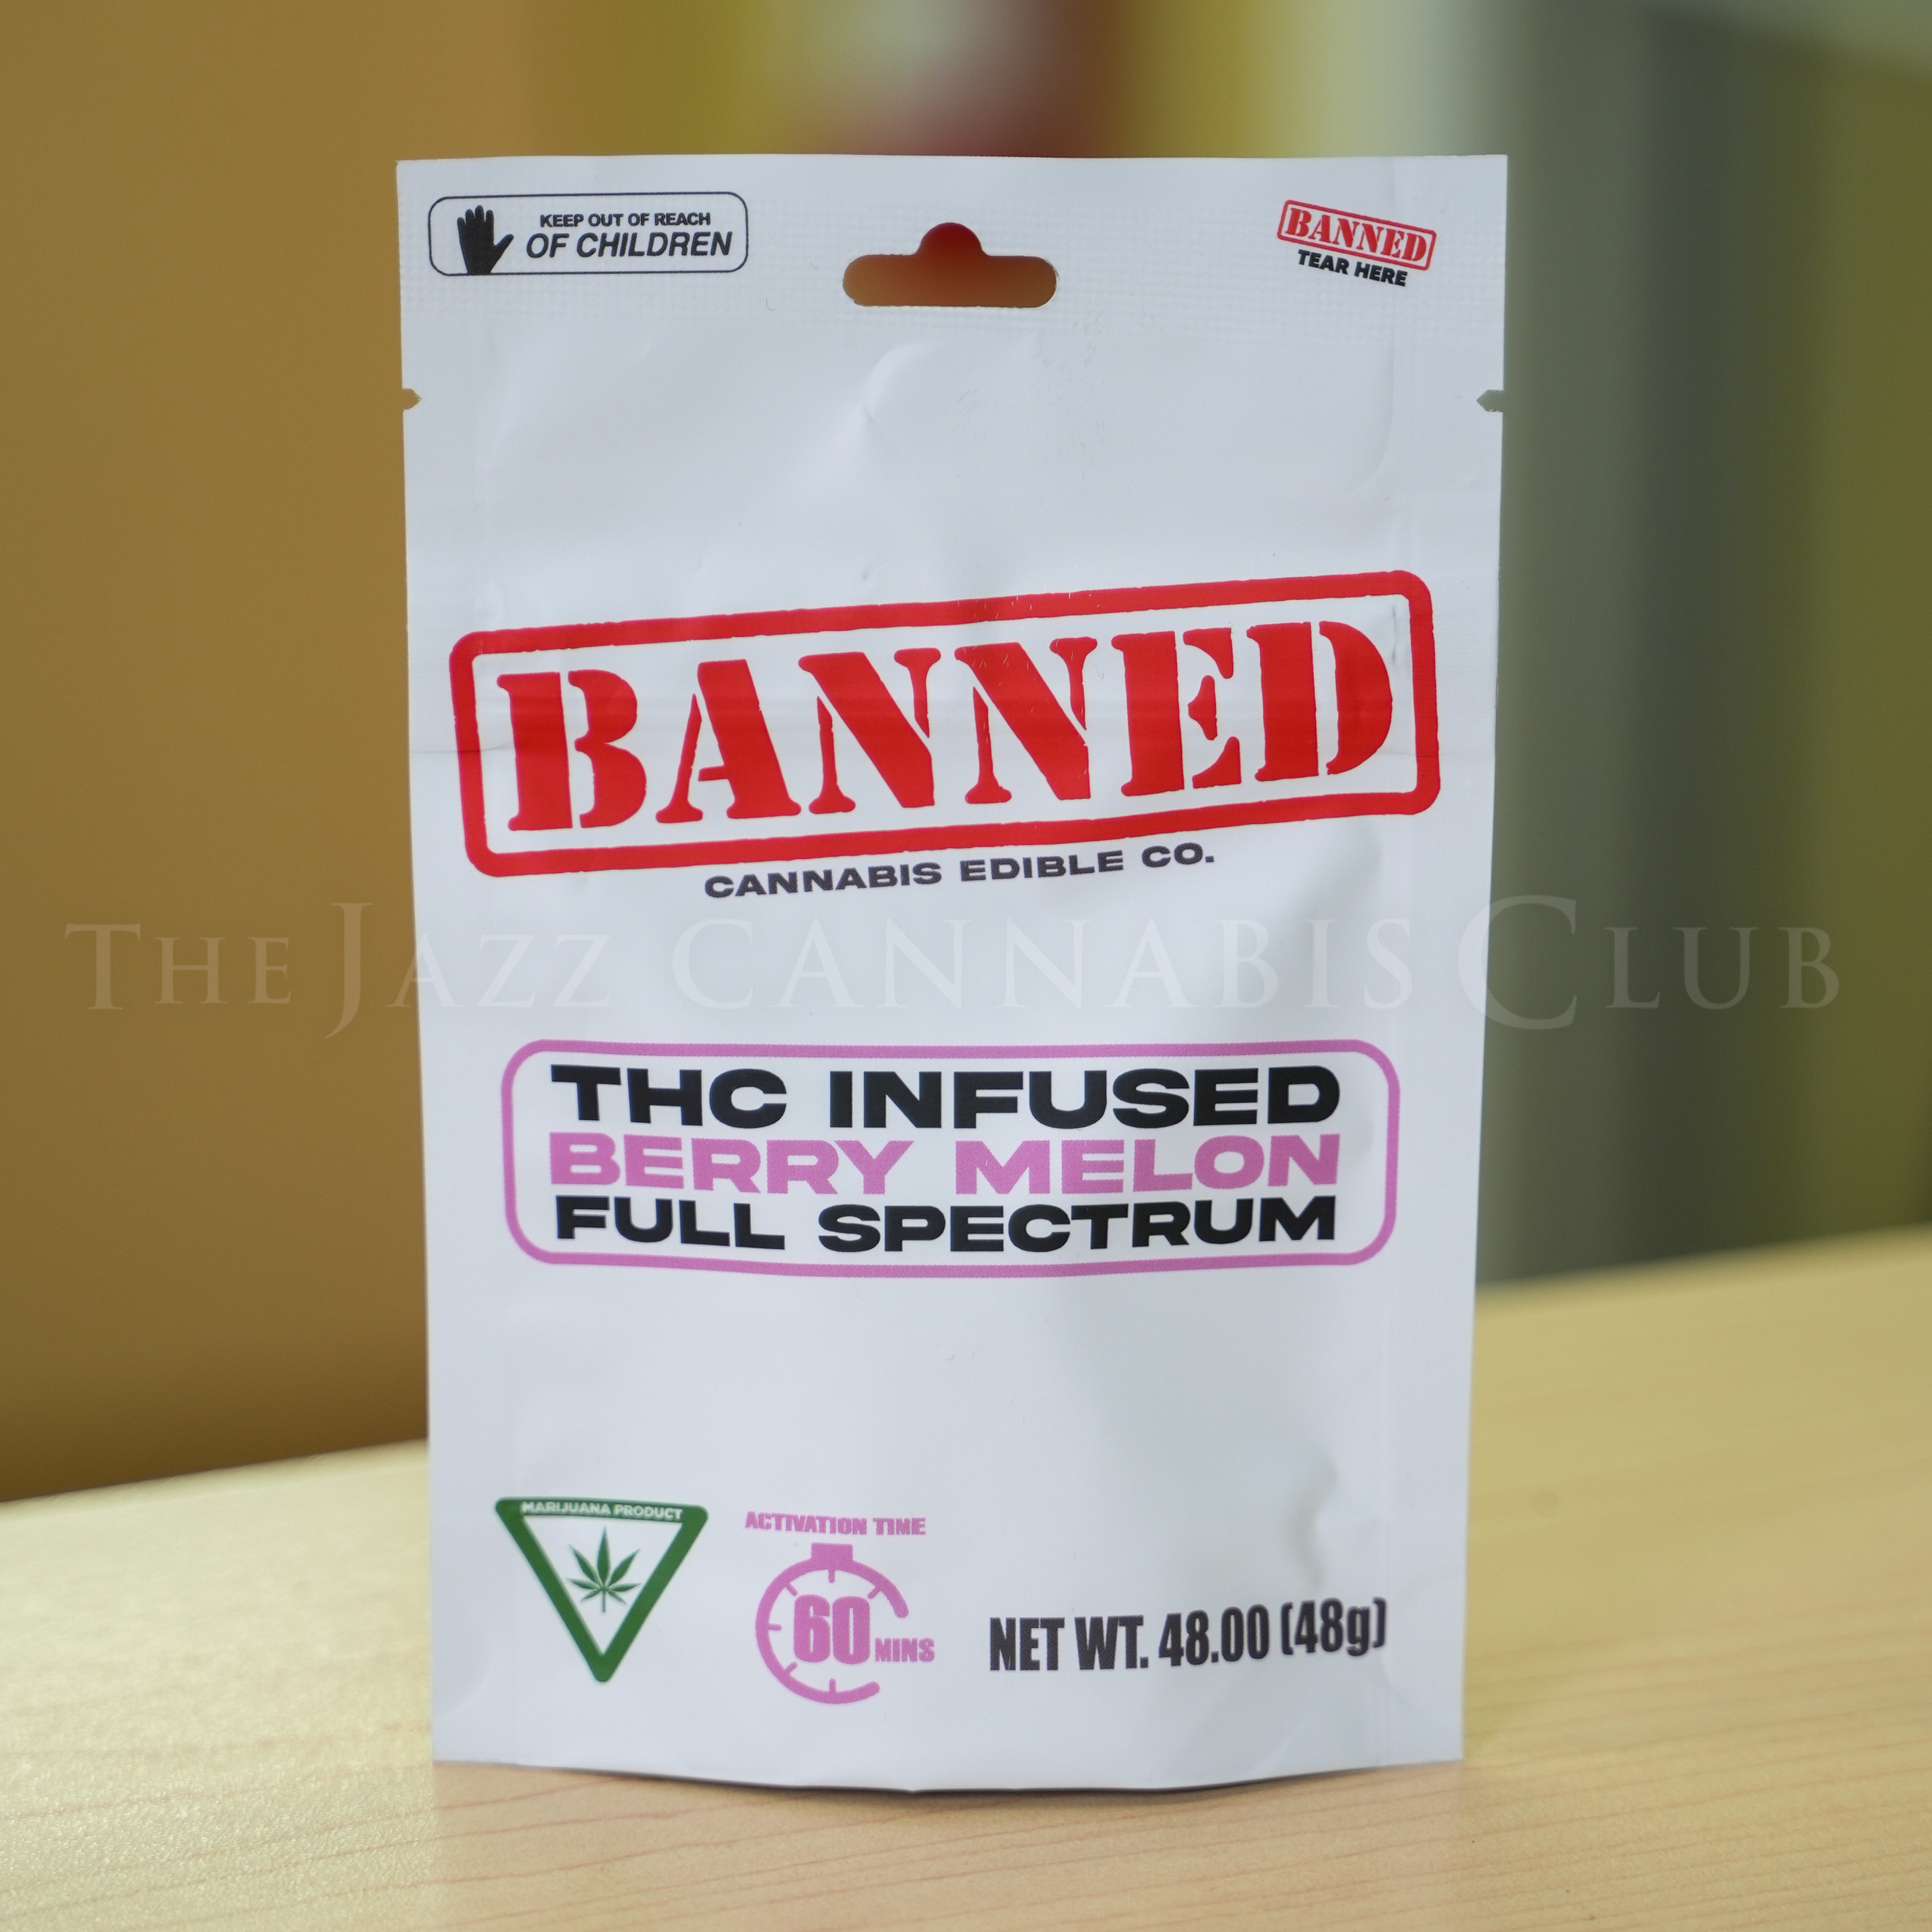 KEEP OUT OF REACH
OF CHILDREN
BANNED
TEAR HERE
BANNED
CANNABIS EDIBLE CO.
THE JAZZ CANNABIS CLUB
THC INFUSED
BERRY MELON
FULL SPECTRUM
MARIJUANA PRODUCT
ACTIVATION TIME
60 MINS
NET WT. 48.00 (48g)